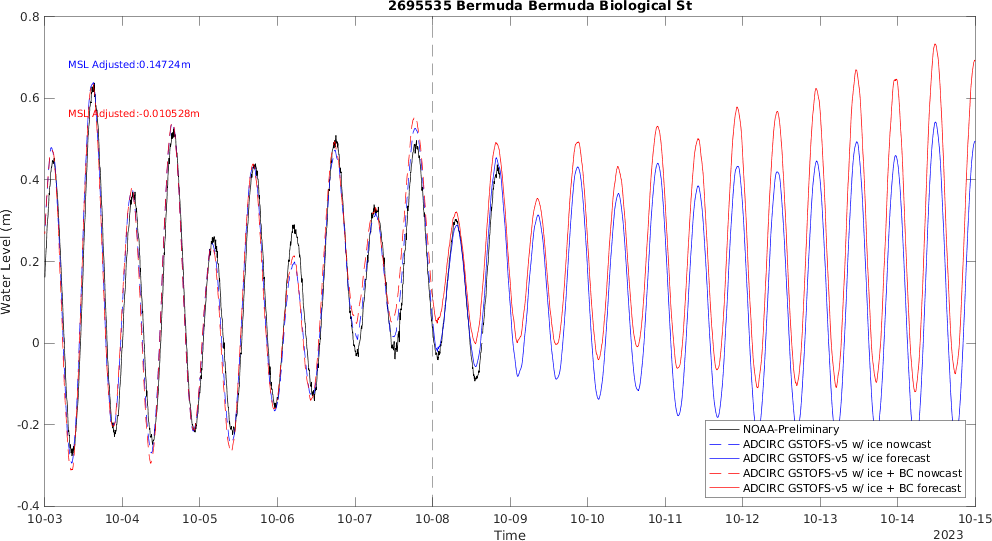 2695535 Bermuda Bermuda Biological St
MSL Adjusted:0.14724m
MSL Adjusted:-0.010528m
Water Level (m)
0.8
0.6
0.4
0.2
0
-0.2
-0.4
NOAA-Preliminary
ADCIRC GSTOFS-v5 w/ ice nowcast
ADCIRC GSTOFS-v5 w/ ice forecast
ADCIRC GSTOFS-v5 w/ ice + BC nowcast
ADCIRC GSTOFS-v5 w/ ice + BC forecast
10-03 10-04 10-05 10-06 10-07 10-08 10-09 10-10 10-11 10-12 10-13 10-14 10-15
Time
2023